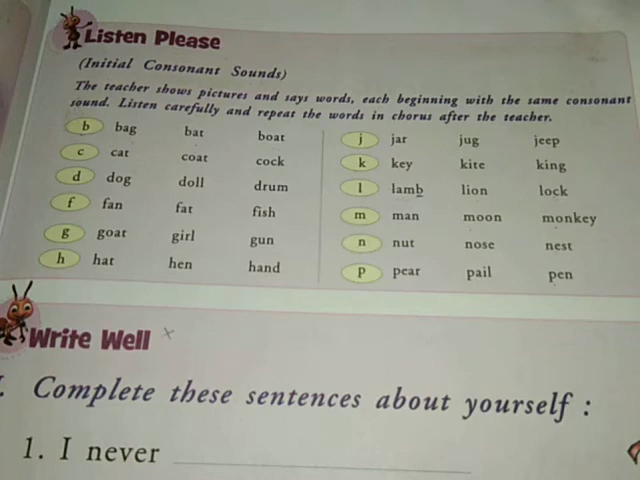 Listen Please
(Initial Consonant Sounds)
The teacher shows pictures and says words, each beginning with the same consonant
sound. Listen carefully and repeat the words in chorus after the teacher.
b bag bat boat
c cat coat cock
d dog doll drum
f fan fat fish
g goat girl gun
h hat hen hand
j jar jug jeep
k key kite king
l lamb lion lock
m man moon monkey
n nut nose nest
p pear pail pen
Write Well
Complete these sentences about yourself :
1. I never